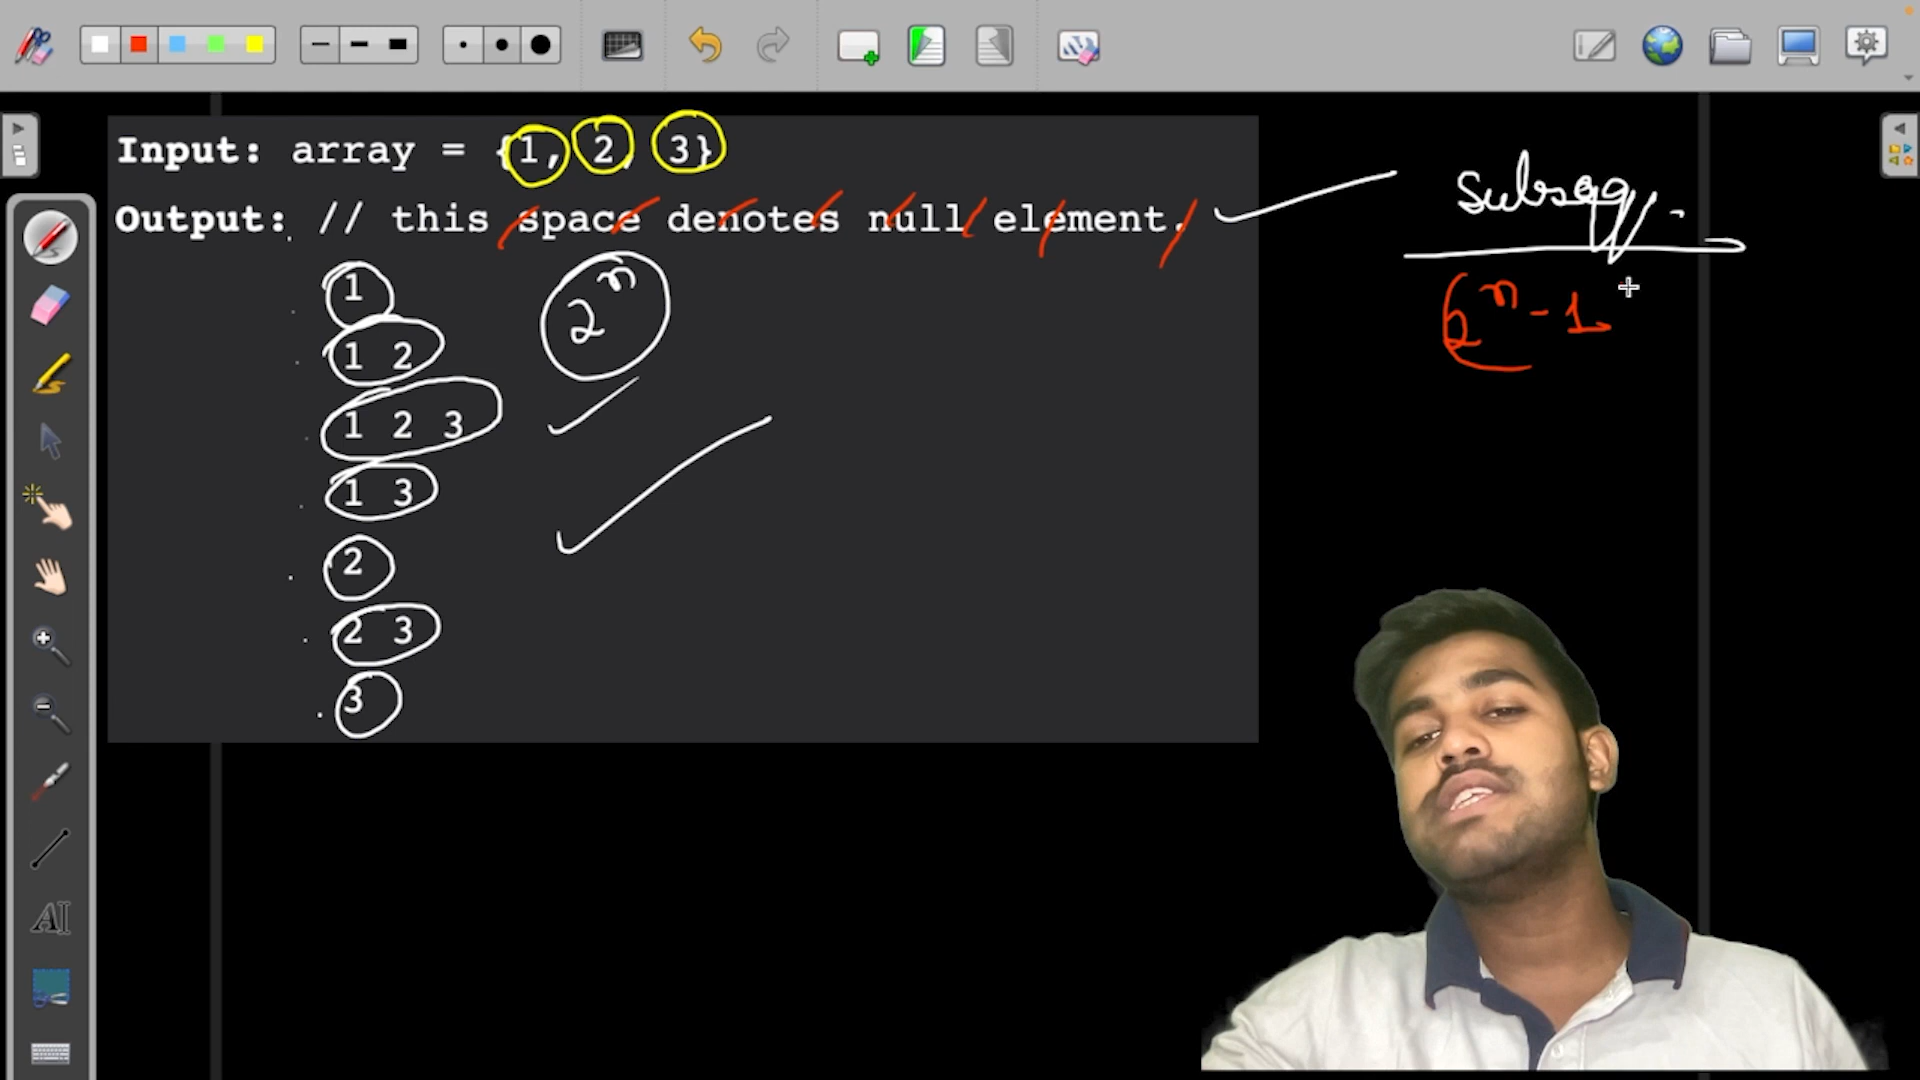 Input: array = {1, 2, 3}
Output: // this space denotes null element.
1
1 2
1 2 3
1 3
2
2 3
3
2^n
subseq.
2^n - 1
AI